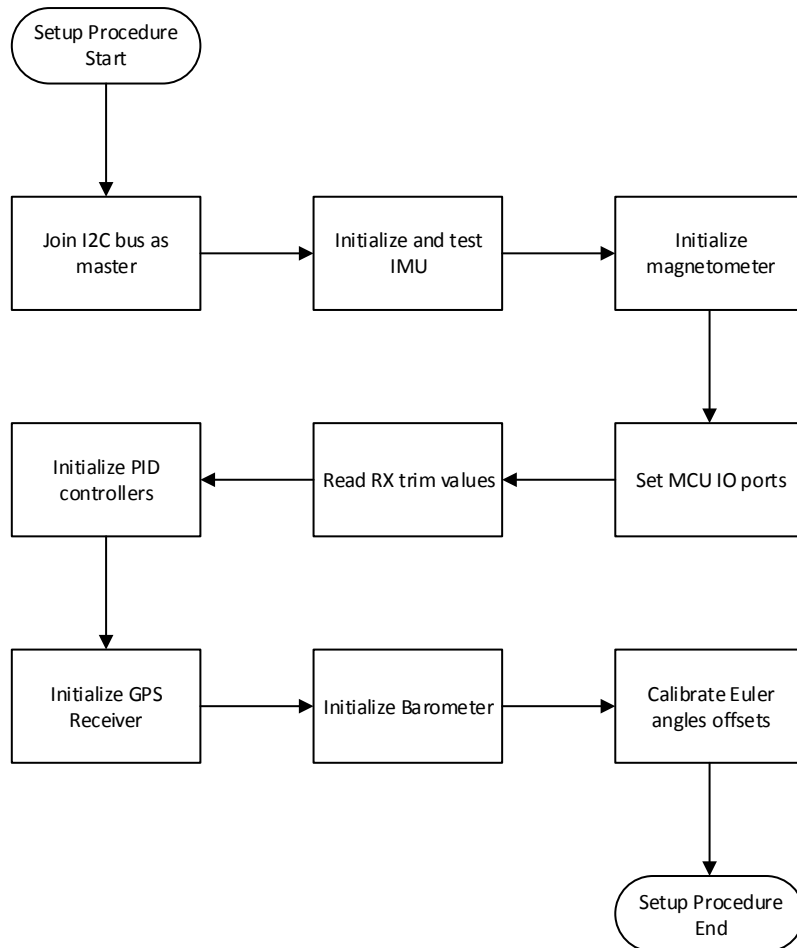 Setup Procedure
Start
Join I2C bus as
master
Initialize and test
IMU
Initialize
magnetometer
Set MCU IO ports
Read RX trim values
Initialize PID
controllers
Initialize GPS
Receiver
Initialize Barometer
Calibrate Euler
angles offsets
Setup Procedure
End